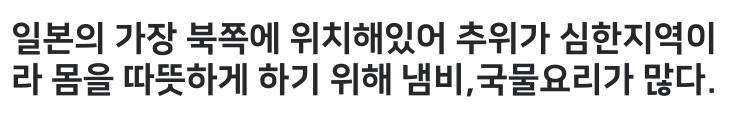 일본의 가장 북쪽에 위치해있어 추위가 심한지역이
라 몸을 따뜻하게 하기 위해 냄비,국물요리가 많다.